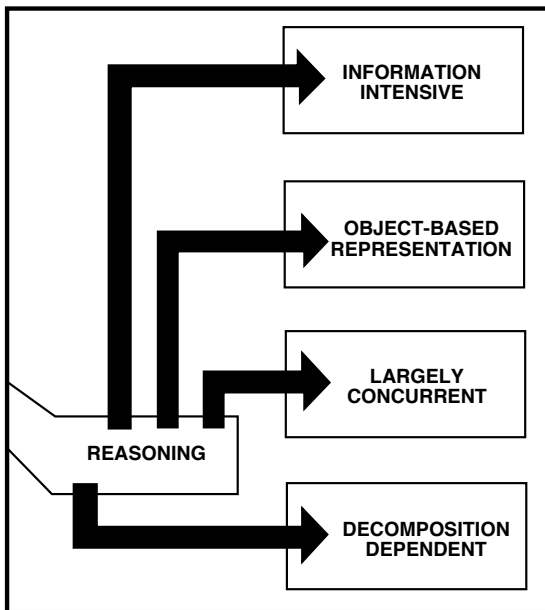 INFORMATION
INTENSIVE
OBJECT-BASED
REPRESENTATION
LARGELY
CONCURRENT
REASONING
DECOMPOSITION
DEPENDENT